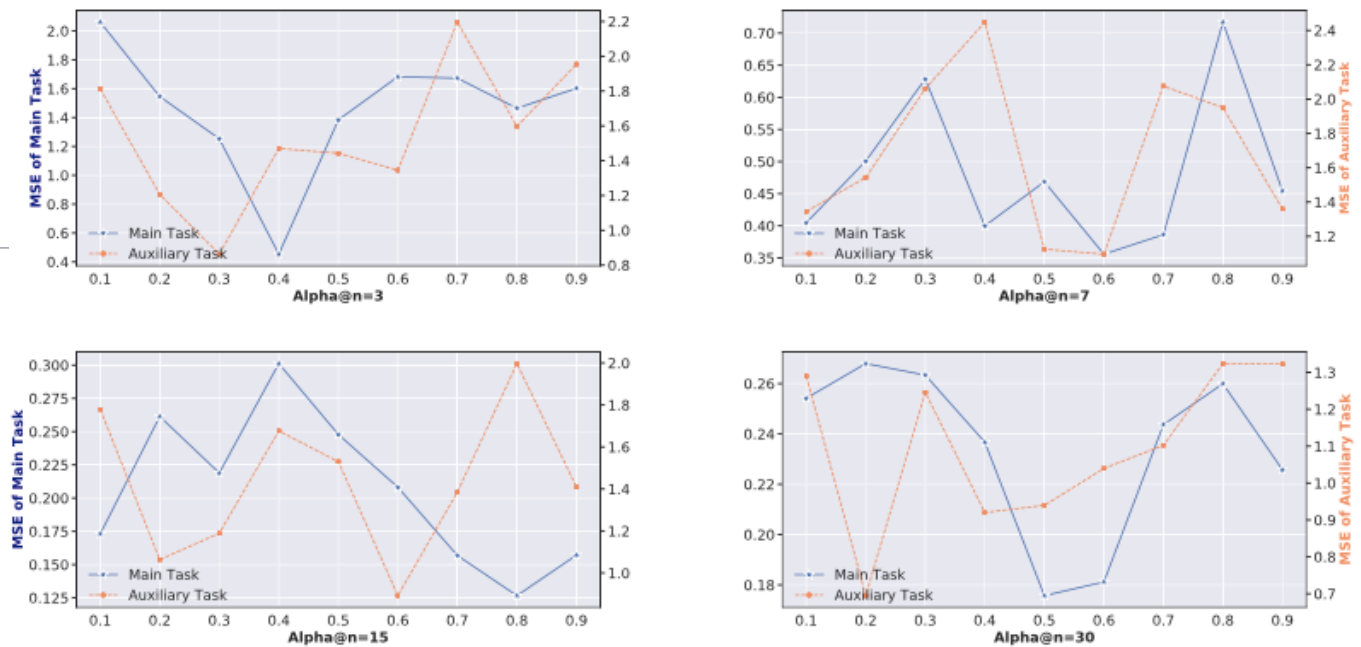 MSE of Main Task
2.0
1.8
1.6
1.4
1.2
1.0
0.8
0.6
0.4
2.2
2.0
1.8
1.6
1.4
1.2
1.0
0.8
Main Task
Auxiliary Task
0.1 0.2 0.3 0.4 0.5 0.6 0.7 0.8 0.9
Alpha@n=3
0.70
0.65
0.60
0.55
0.50
0.45
0.40
0.35
2.4
2.2
2.0
1.8
1.6
1.4
1.2
MSE of Auxiliary Task
Main Task
Auxiliary Task
0.1 0.2 0.3 0.4 0.5 0.6 0.7 0.8 0.9
Alpha@n=7
MSE of Main Task
0.300
0.275
0.250
0.225
0.200
0.175
0.150
0.125
2.0
1.8
1.6
1.4
1.2
1.0
Main Task
Auxiliary Task
0.1 0.2 0.3 0.4 0.5 0.6 0.7 0.8 0.9
Alpha@n=15
0.26
0.24
0.22
0.20
0.18
1.3
1.2
1.1
1.0
0.9
0.8
0.7
MSE of Auxiliary Task
Main Task
Auxiliary Task
0.1 0.2 0.3 0.4 0.5 0.6 0.7 0.8 0.9
Alpha@n=30